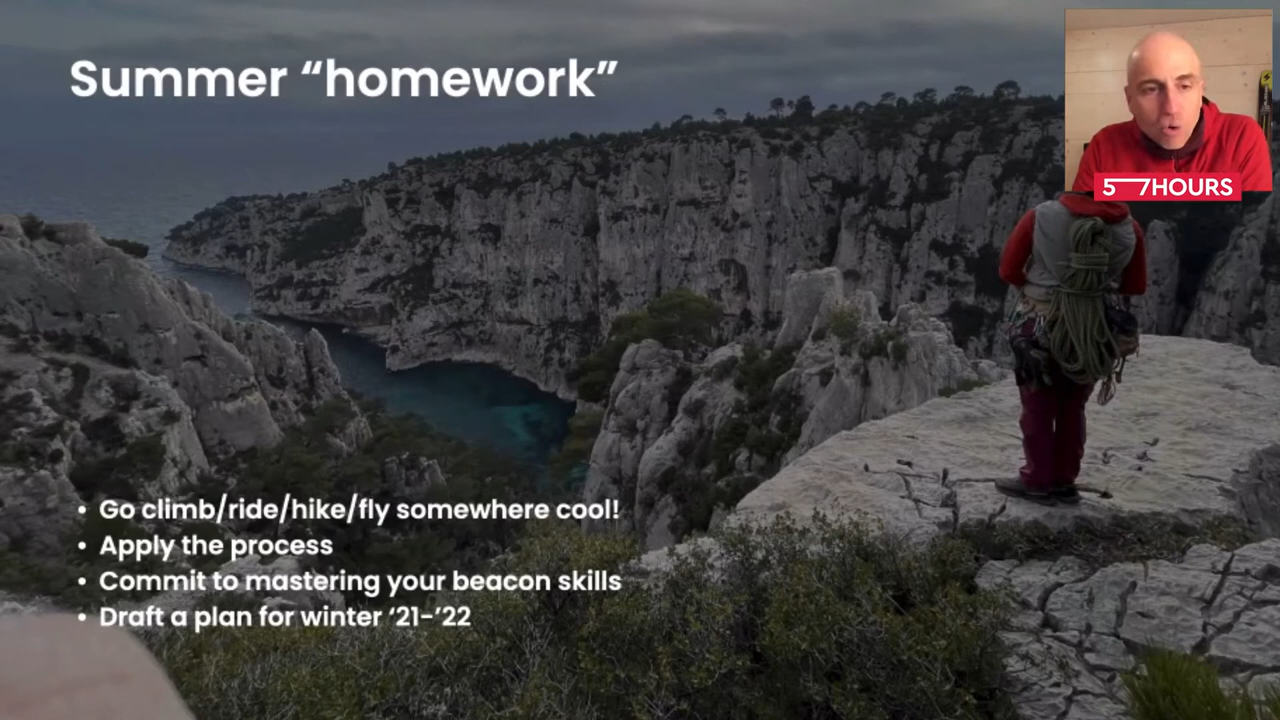 Summer “homework”
5 7HOURS
• Go climb/ride/hike/fly somewhere cool!
• Apply the process
• Commit to mastering your beacon skills
• Draft a plan for winter ‘21-’22